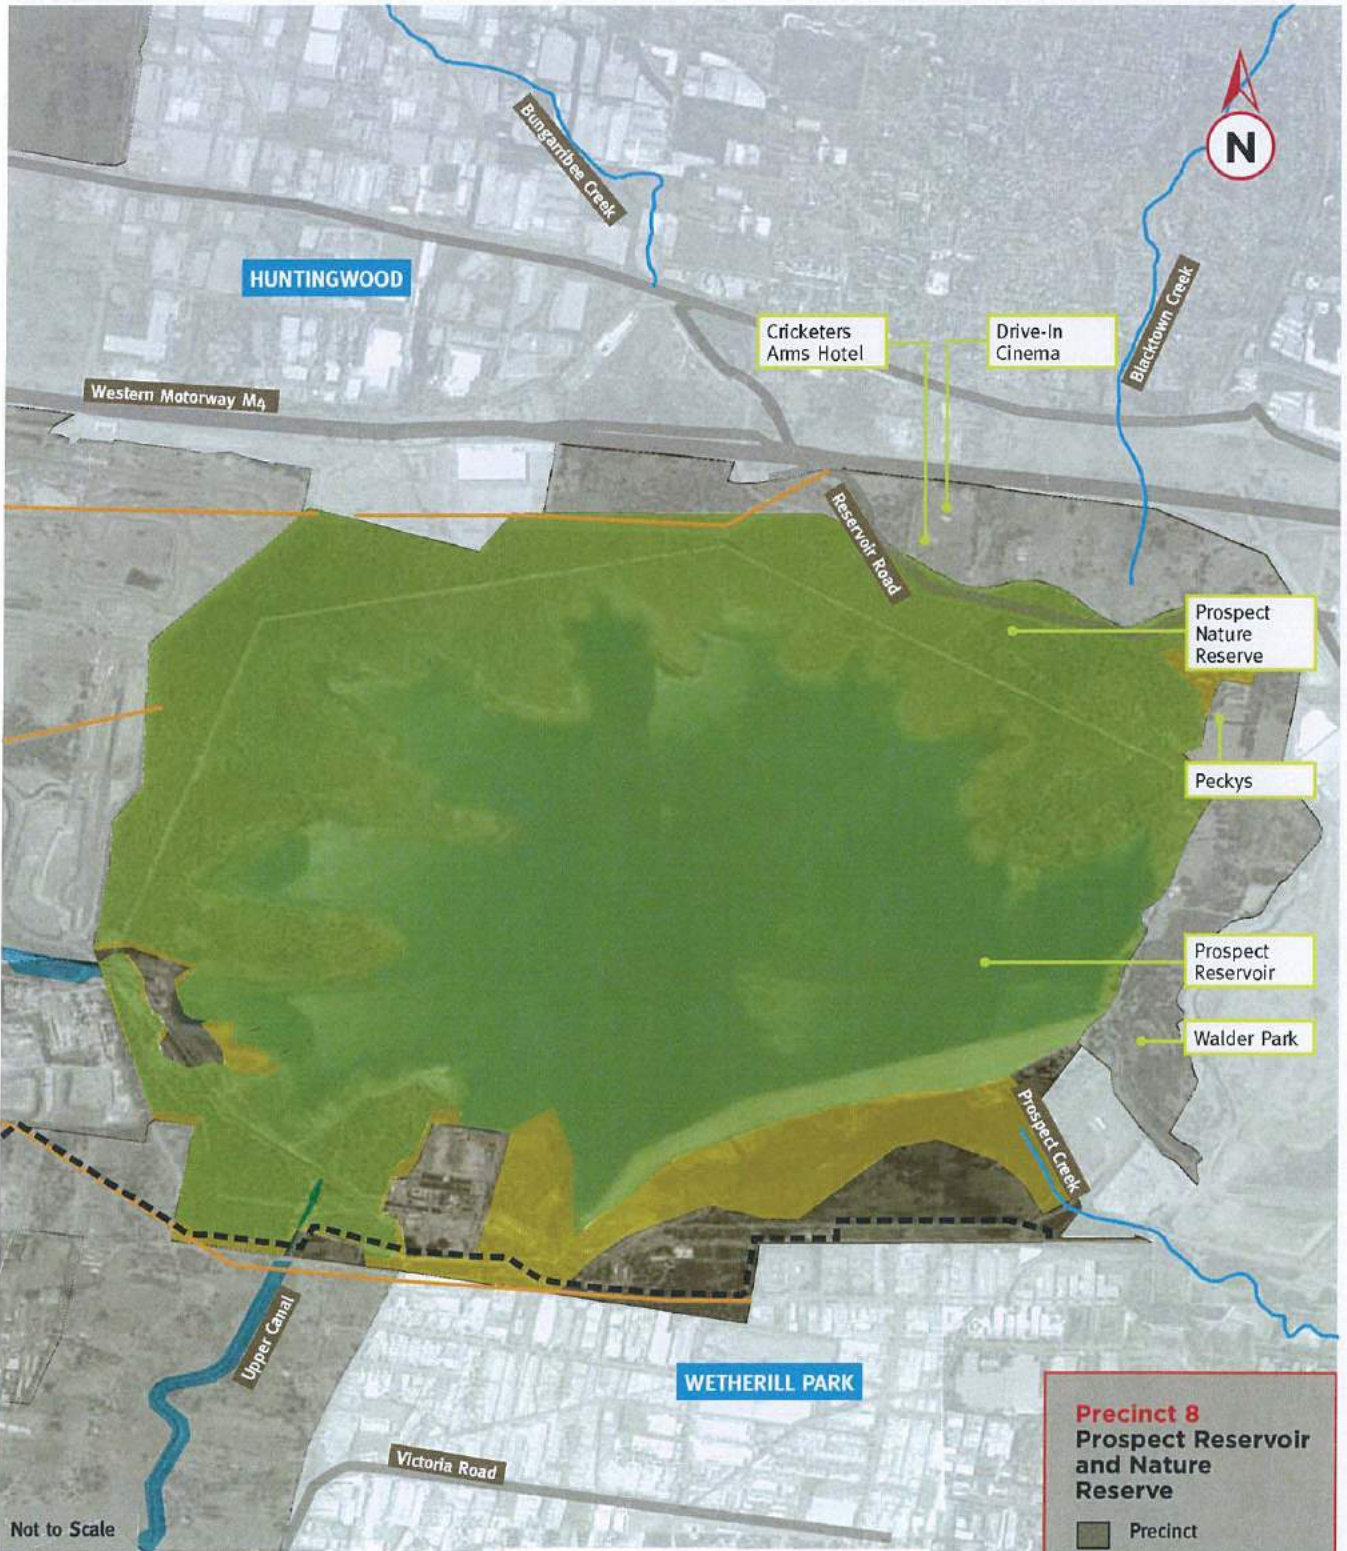 N
Bungarribee Creek
HUNTINGWOOD
Blacktown Creek
Cricketers
Arms Hotel
Drive-In
Cinema
Western Motorway M4
Reservoir Road
Prospect
Nature
Reserve
Peckys
Prospect
Reservoir
Walder Park
Prospect Creek
Upper Canal
WETHERILL PARK
Victoria Road
Not to Scale
Precinct 8
Prospect Reservoir
and Nature
Reserve
Precinct